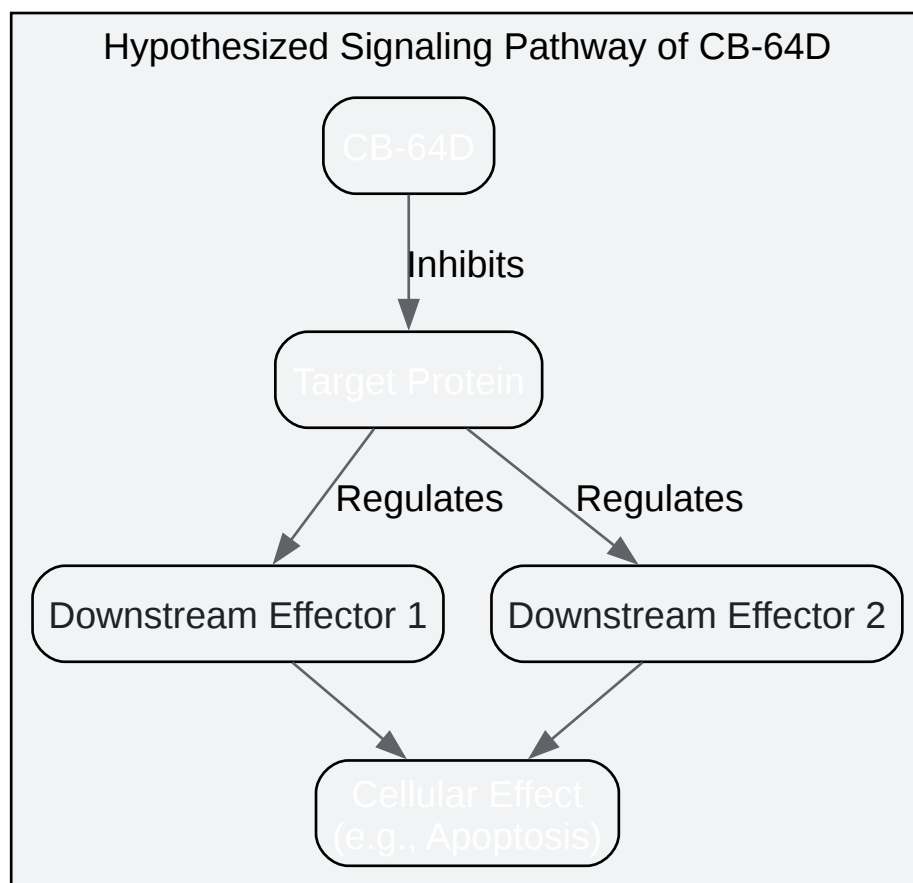 Hypothesized Signaling Pathway of CB-64D
CB-64D
Inhibits
Target Protein
Regulates
Regulates
Downstream Effector 1
Downstream Effector 2
Cellular Effect
(e.g., Apoptosis)